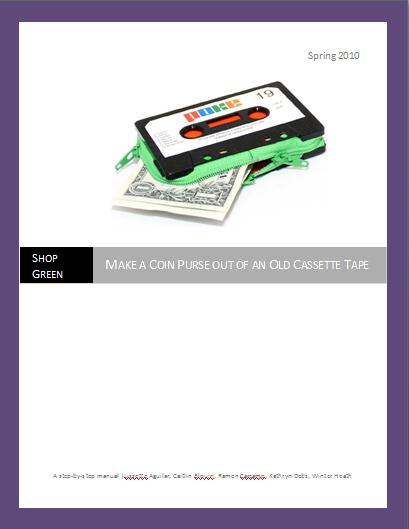 Spring 2010
POKE
19
SHOP
GREEN
MAKE A COIN PURSE OUT OF AN OLD CASSETTE TAPE
A step-by-step manual Aguilar, Caitlin Ramon Kathryn Dobs, Winter Heath